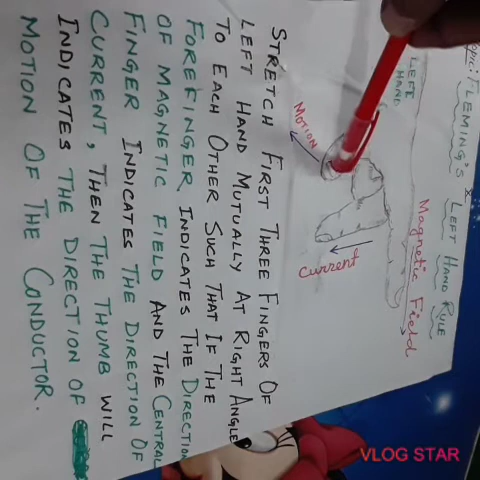 Topic: FLEMING'S LEFT HAND RULE
LEFT
HAND
Magnetic Field
MOTION
Current
STRETCH FIRST THREE FINGERS OF
LEFT HAND MUTUALLY AT RIGHT ANGLE
TO EACH OTHER SUCH THAT IF THE
FOREFINGER INDICATES THE DIRECTION
OF MAGNETIC FIELD AND THE CENTRAL
FINGER INDICATES THE DIRECTION OF
CURRENT, THEN THE THUMB WILL
INDICATES THE DIRECTION OF
MOTION OF THE CONDUCTOR.
VLOG STAR